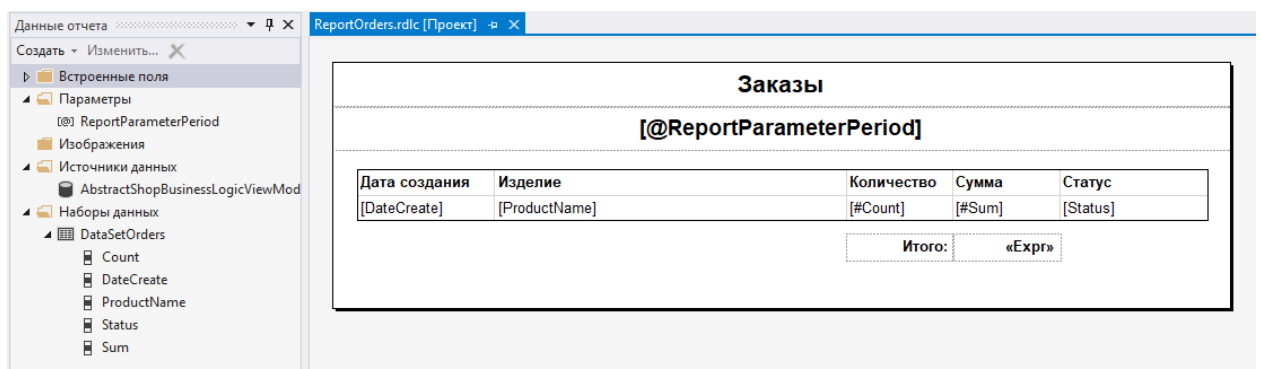 Данные отчета
Создать Изменить...
Встроенные поля
Параметры
[@] ReportParameterPeriod
Изображения
Источники данных
AbstractShopBusinessLogicViewMod
Наборы данных
DataSetOrders
Count
DateCreate
ProductName
Status
Sum
ReportOrders.rdlc [Проект]
Заказы
[@ReportParameterPeriod]
Дата создания Изделие Количество Сумма Статус
[DateCreate] [ProductName] [#Count] [#Sum] [Status]
Итого: «Expr»